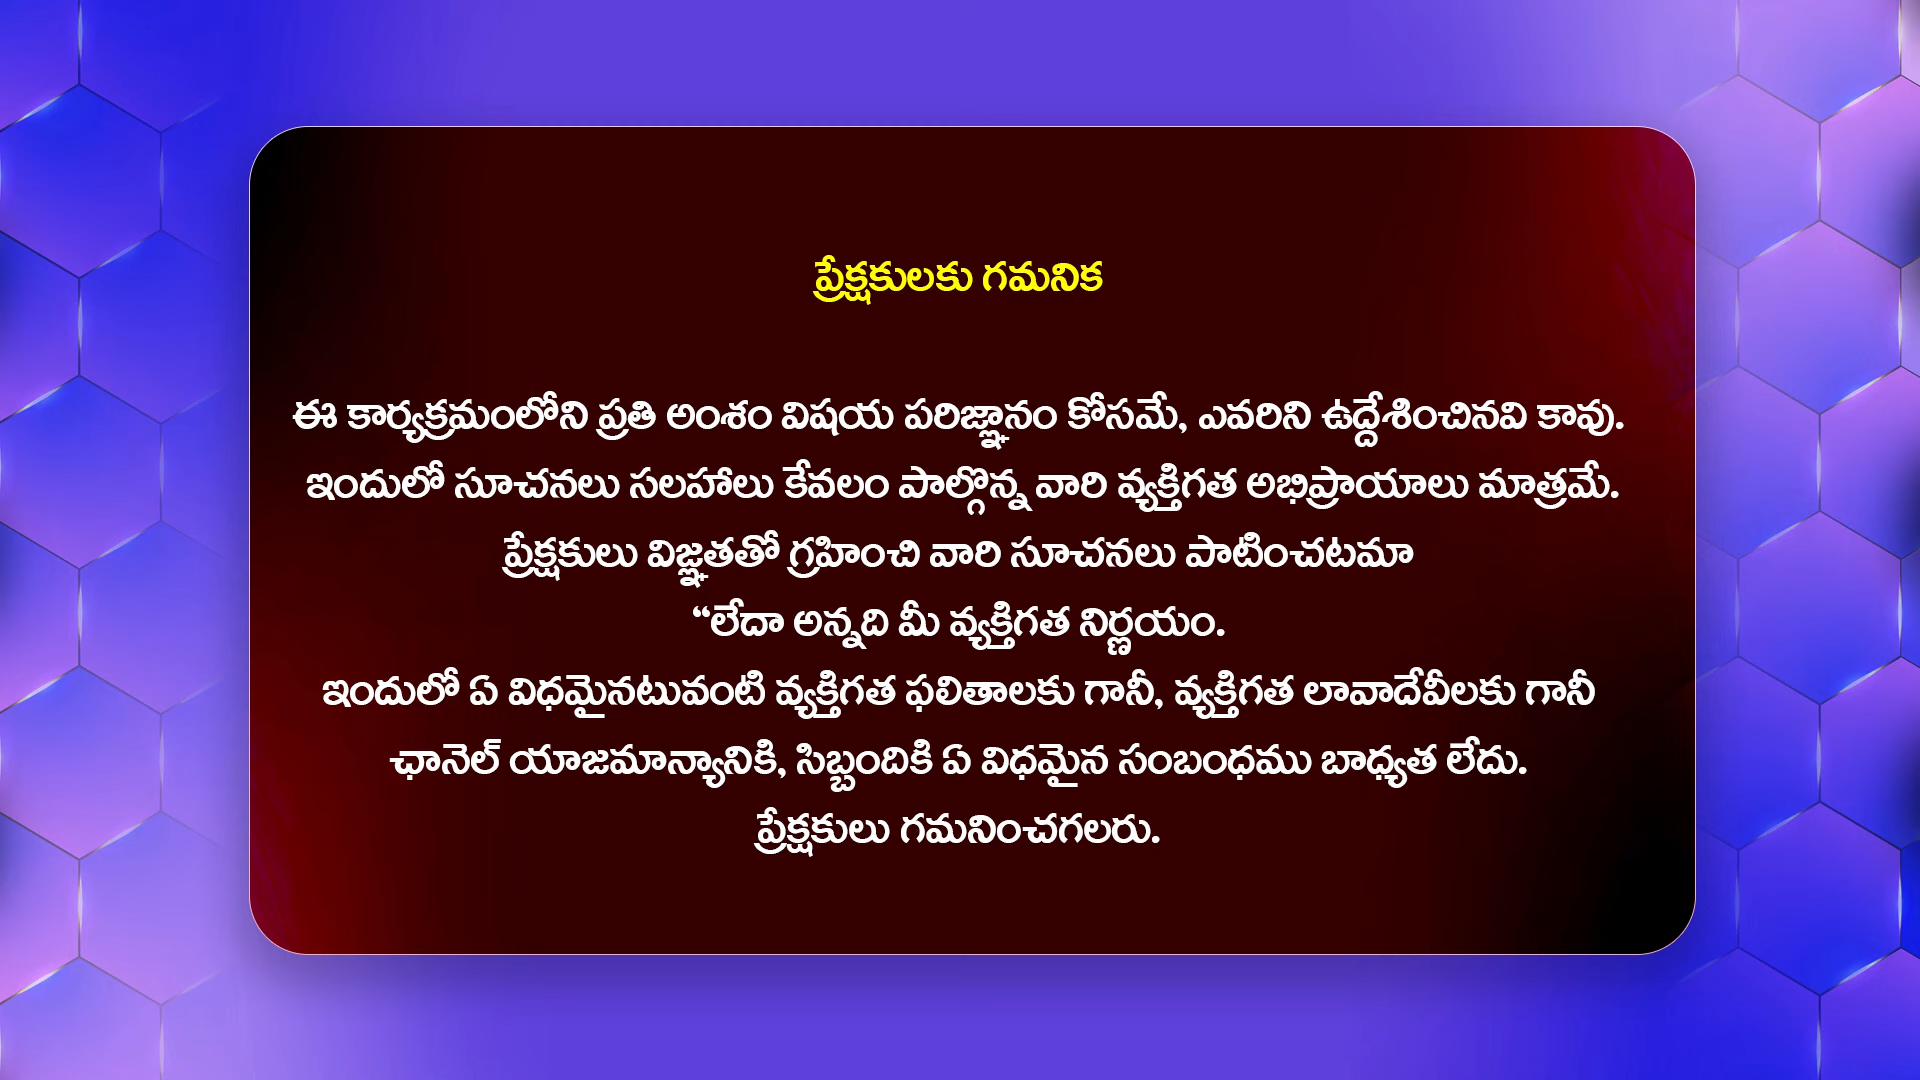 ప్రేక్షకులకు గమనిక
ఈ కార్యక్రమంలోని ప్రతి అంశం విషయ పరిజ్ఞానం కోసమే, ఎవరిని ఉద్దేశించినవి కావు.
ఇందులో సూచనలు సలహాలు కేవలం పాల్గొన్న వారి వ్యక్తిగత అభిప్రాయాలు మాత్రమే.
ప్రేక్షకులు విజ్ఞతతో గ్రహించి వారి సూచనలు పాటించటమా
“లేదా అన్నది మీ వ్యక్తిగత నిర్ణయం.
ఇందులో ఏ విధమైనటువంటి వ్యక్తిగత ఫలితాలకు గానీ, వ్యక్తిగత లావాదేవీలకు గానీ
ఛానెల్ యాజమాన్యానికి, సిబ్బందికి ఏ విధమైన సంబంధము బాధ్యత లేదు.
ప్రేక్షకులు గమనించగలరు.